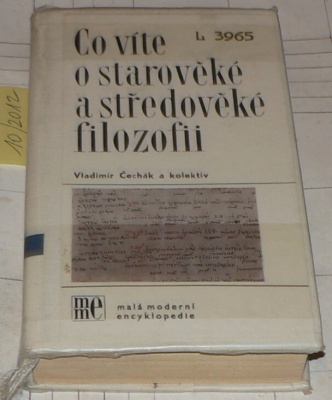 Co víte
L 3965
o starověké
a středověké
filozofii
10/2012
Vladimír Čechák a kolektiv
mme
malá moderní
encyklopedie